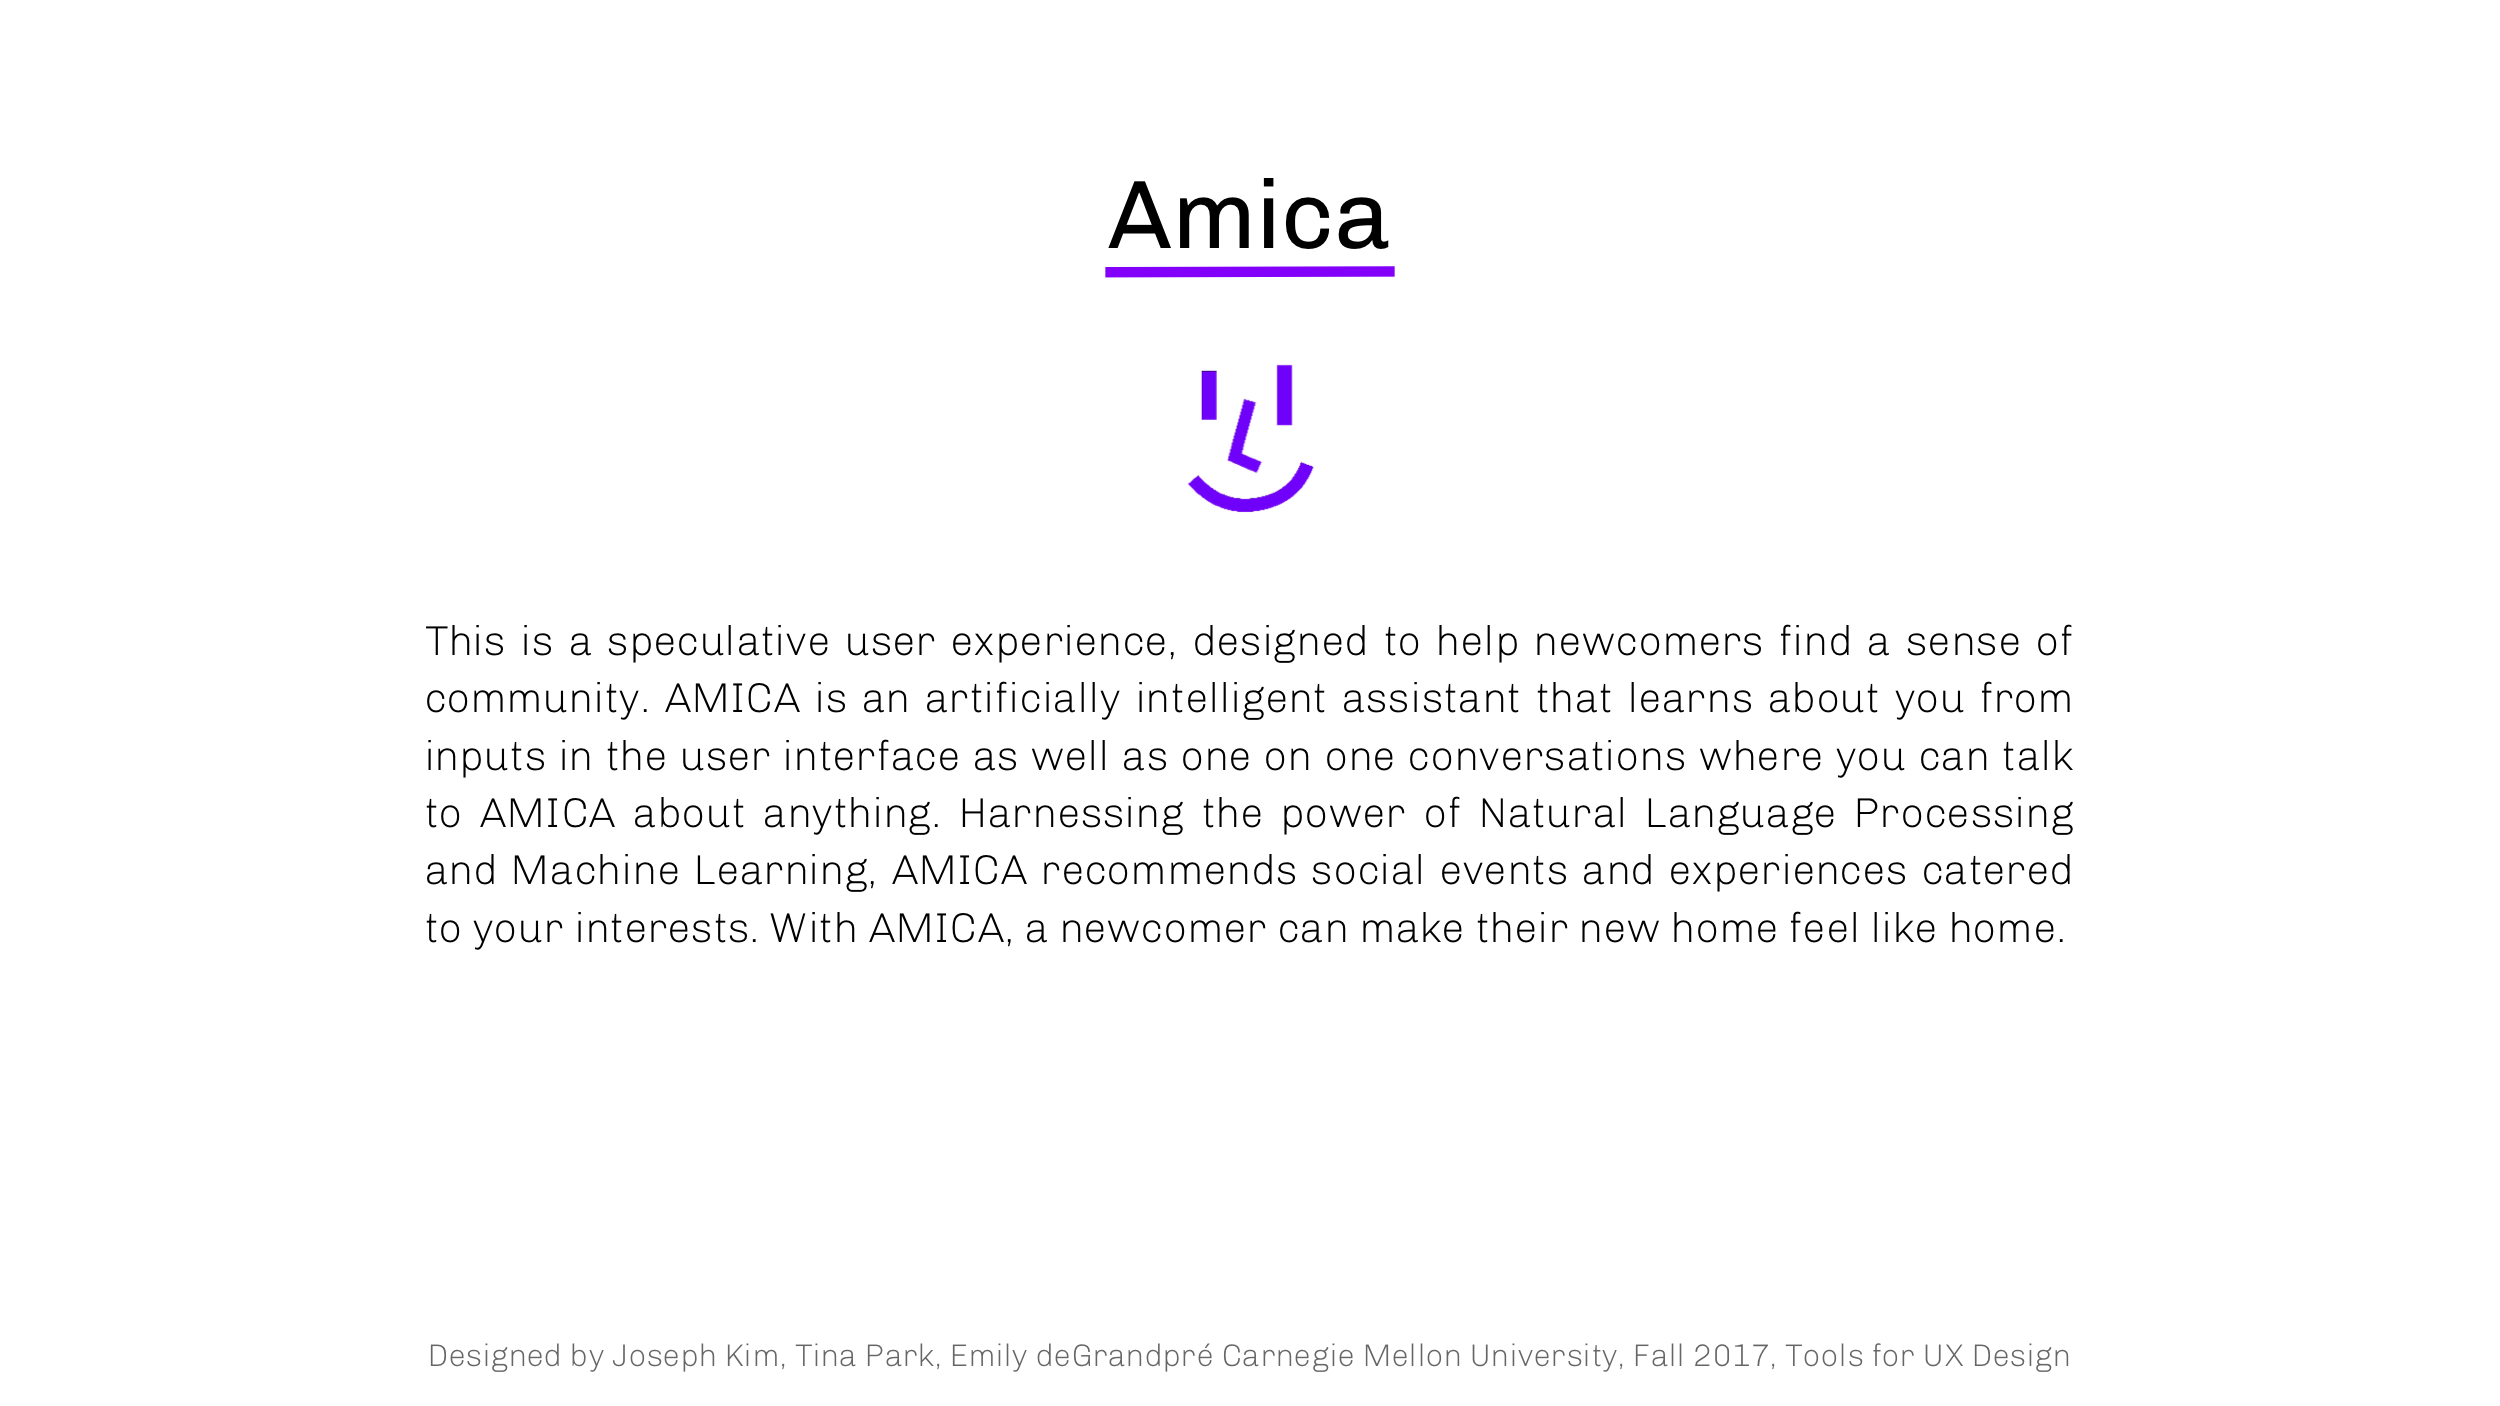 Amica
This is a speculative user experience, designed to help newcomers find a sense of
community. AMICA is an artificially intelligent assistant that learns about you from
inputs in the user interface as well as one on one conversations where you can talk
to AMICA about anything. Harnessing the power of Natural Language Processing
and Machine Learning, AMICA recommends social events and experiences catered
to your interests. With AMICA, a newcomer can make their new home feel like home.
Designed by Joseph Kim, Tina Park, Emily deGrandpré Carnegie Mellon University, Fall 2017, Tools for UX Design